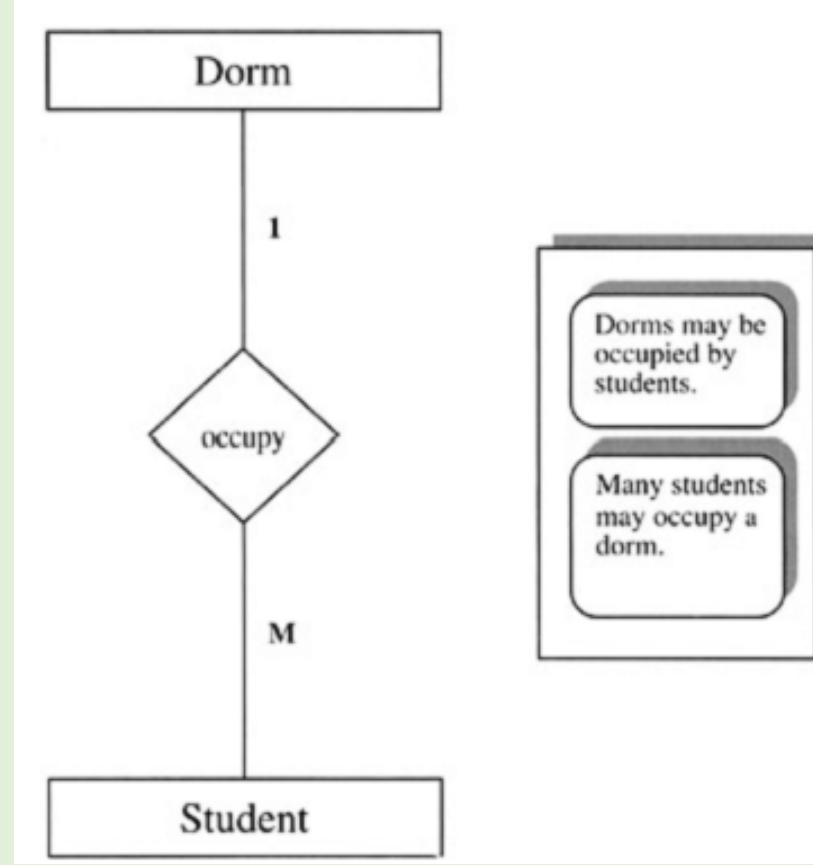 Dorm
1
occupy
M
Student
Dorms may be
occupied by
students.
Many students
may occupy a
dorm.